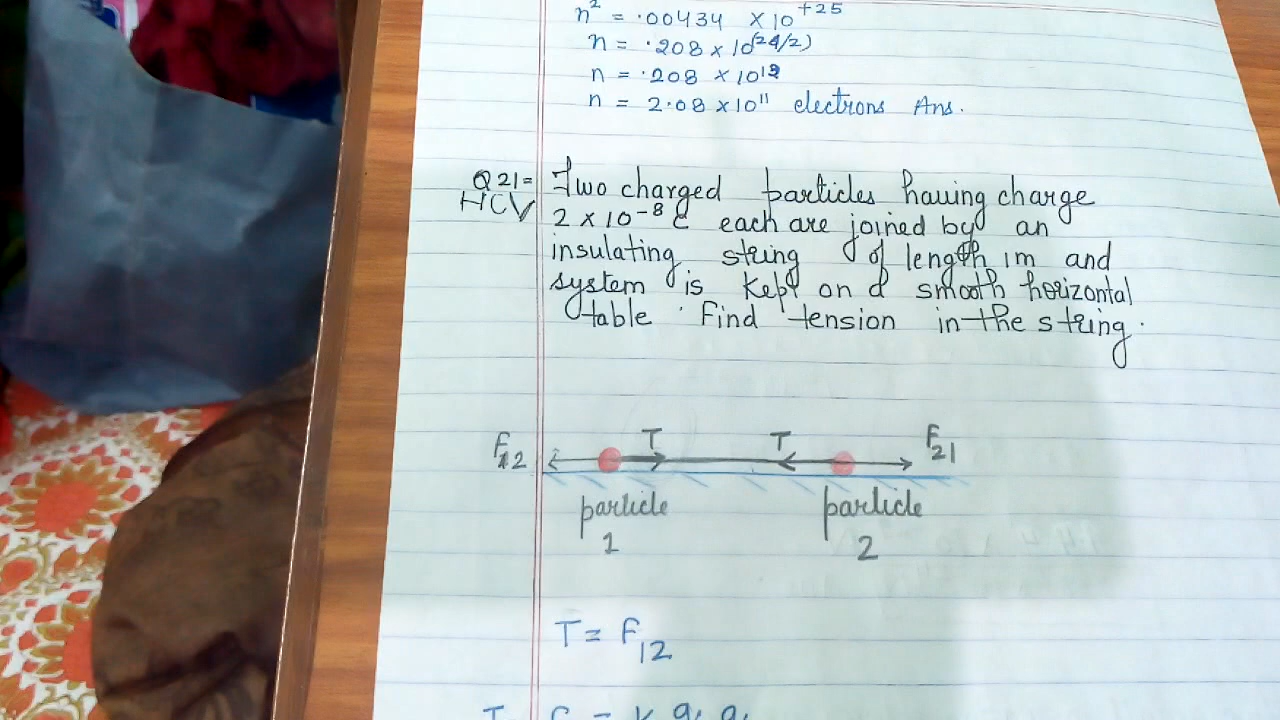 n² = .00434 × 10⁺²⁵
n = .208 × 10⁽²⁴/²⁾
n = .208 × 10¹²
n = 2.08 × 10¹¹ electrons Ans.
Q 21 = Two charged particles having charge
HCV 2 × 10⁻⁸ C each are joined by an
insulating string of length 1m and
system is kept on a smooth horizontal
table . Find tension in the string .
F₁₂ T T F₂₁
particle particle
1 2
T = F₁₂